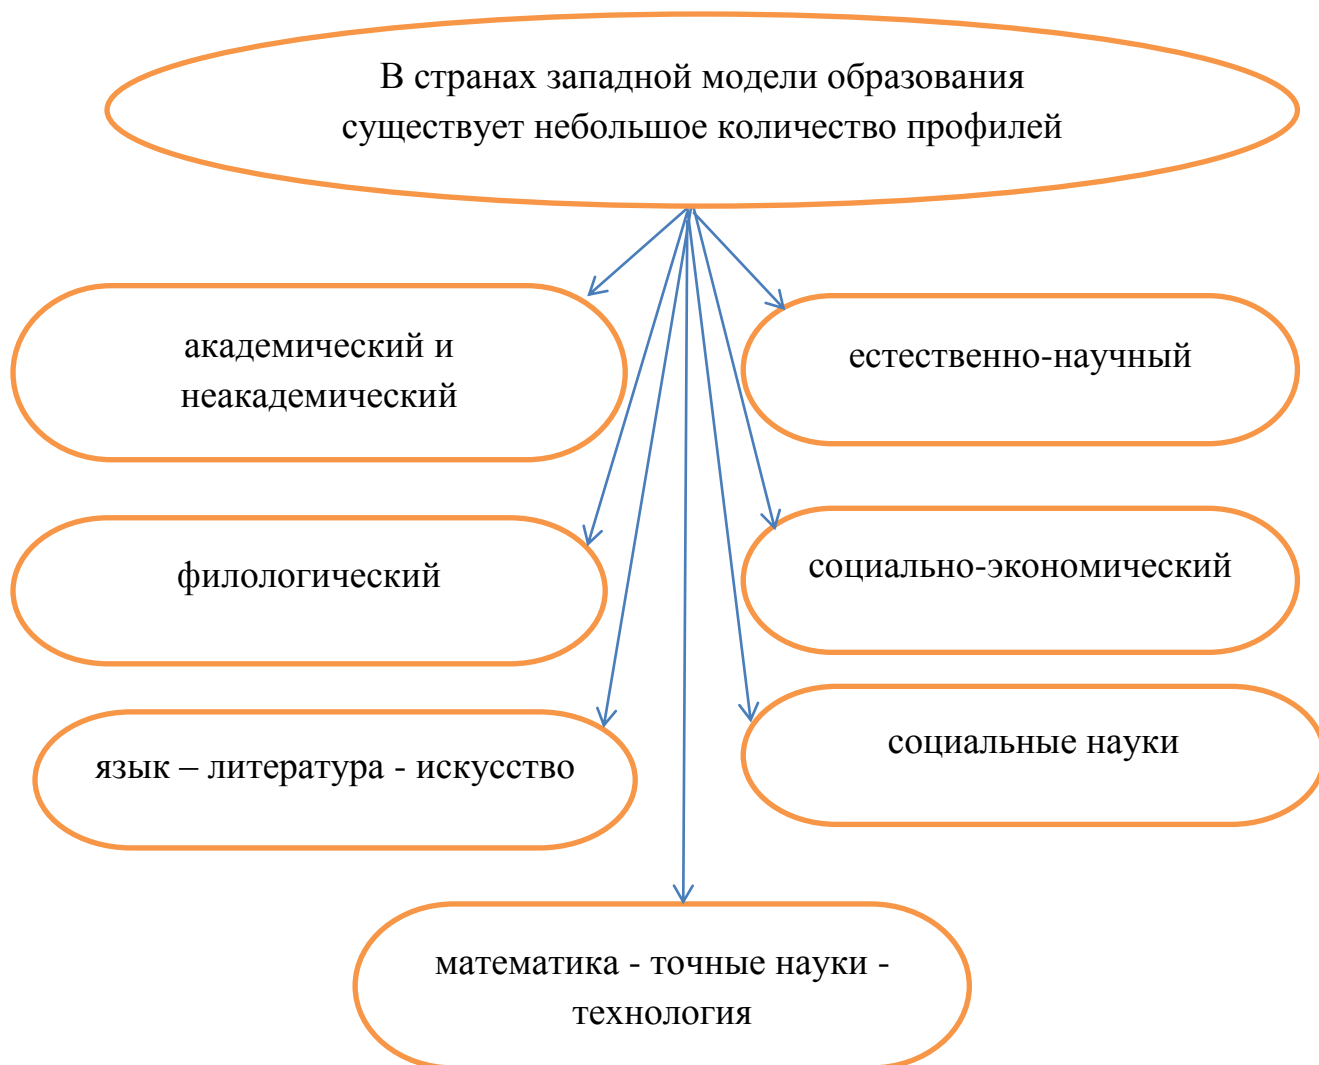 В странах западной модели образования
существует небольшое количество профилей
академический и
неакадемический
естественно-научный
филологический
социально-экономический
язык – литература - искусство
социальные науки
математика - точные науки -
технология